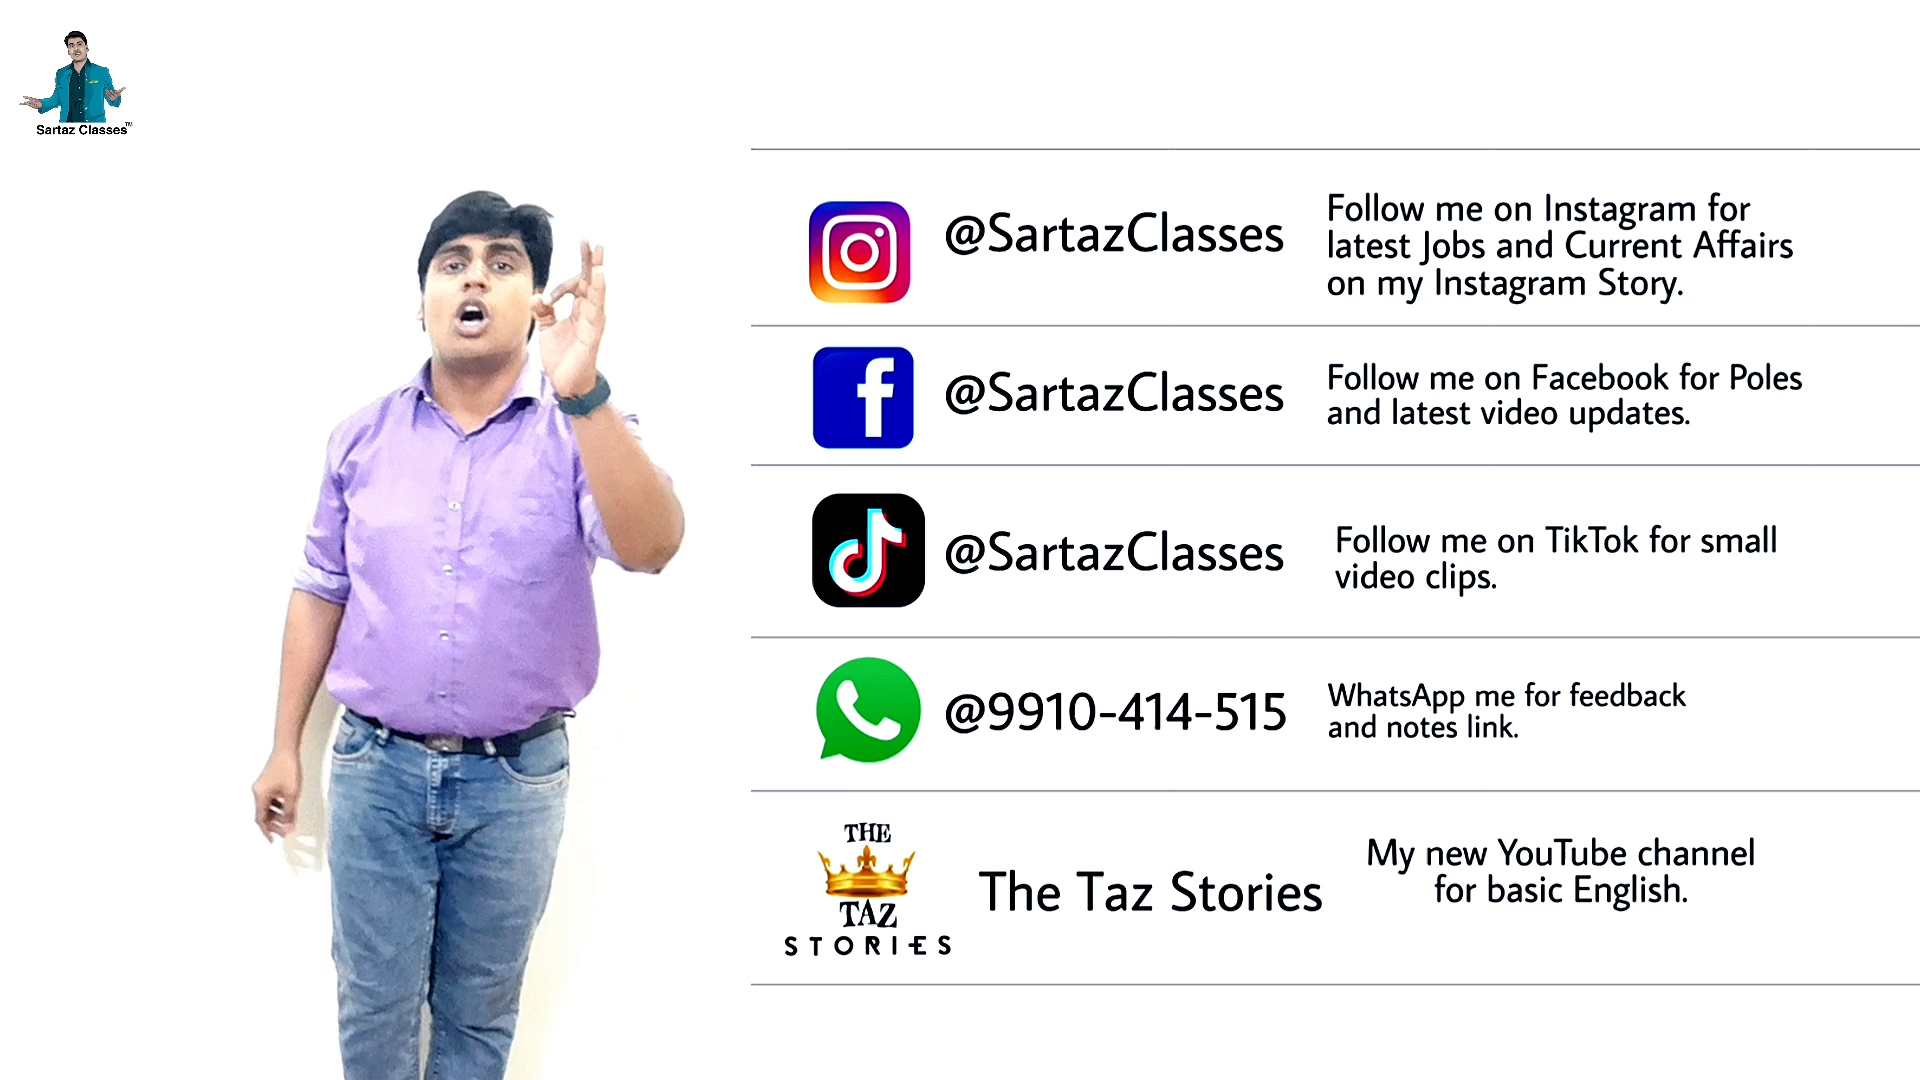 Sartaz Classes™
@SartazClasses
Follow me on Instagram for
latest Jobs and Current Affairs
on my Instagram Story.
@SartazClasses
Follow me on Facebook for Poles
and latest video updates.
@SartazClasses
Follow me on TikTok for small
video clips.
@9910-414-515
WhatsApp me for feedback
and notes link.
THE
TAZ
STORIES
The Taz Stories
My new YouTube channel
for basic English.